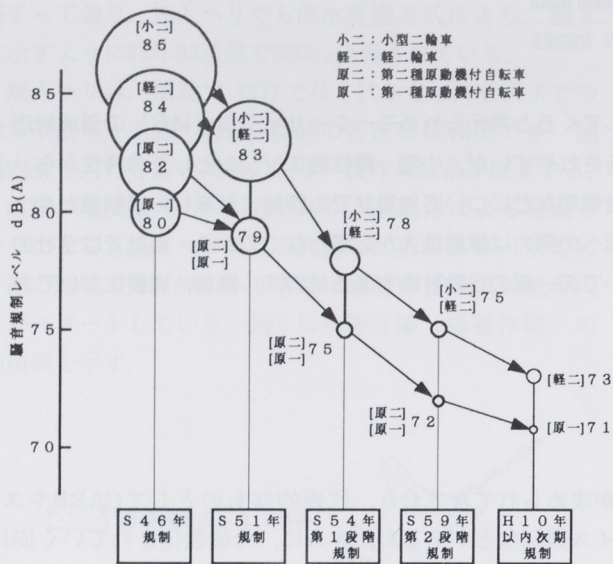 小二：小型二輪車
軽二：軽二輪車
原二：第二種原動機付自転車
原一：第一種原動機付自転車
騒音規制レベル dB(A)
85
80
75
70
[小二]
85
[軽二]
84
[原二]
82
[原一]
80
[小二]
[軽二]
83
79
[原二]
[原一]
[小二]
[軽二] 78
[原二]
[原一] 75
[小二]
[軽二] 75
[原二]
[原一] 72
[軽二] 73
[原一] 71
S46年
規制
S51年
規制
S54年
第1段階
規制
S59年
第2段階
規制
H10年
以内次期
規制